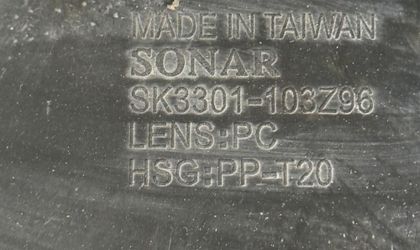 MADE IN TAIWAN
SONAR
SK3301-103Z96
LENS:PC
HSG:PP-T20